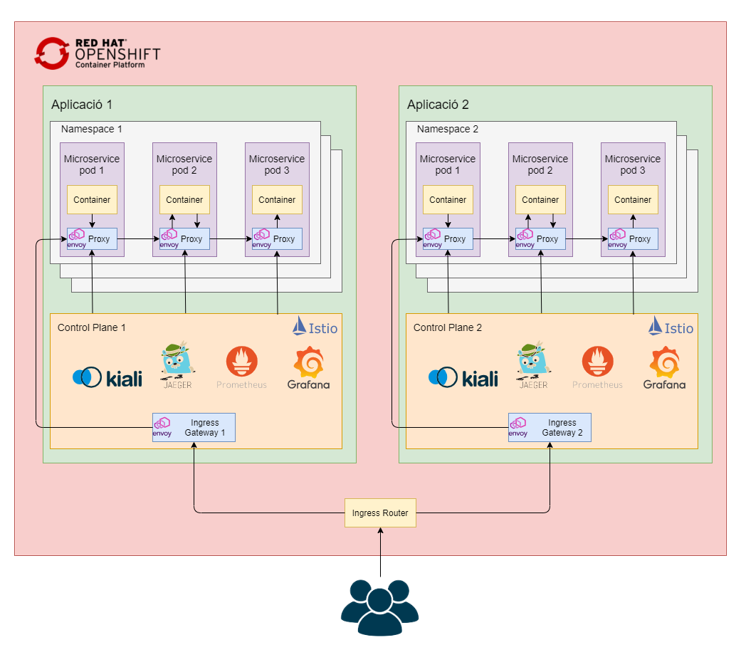 RED HAT
OPENSHIFT
Container Platform
Aplicació 1
Namespace 1
Microservice
pod 1
Microservice
pod 2
Microservice
pod 3
Container
Container
Container
envoy
Proxy
envoy
Proxy
envoy
Proxy
Control Plane 1
Istio
kiali
JAEGER
Prometheus
Grafana
envoy
Ingress
Gateway 1
Aplicació 2
Namespace 2
Microservice
pod 1
Microservice
pod 2
Microservice
pod 3
Container
Container
Container
envoy
Proxy
envoy
Proxy
envoy
Proxy
Control Plane 2
Istio
kiali
JAEGER
Prometheus
Grafana
envoy
Ingress
Gateway 2
Ingress Router